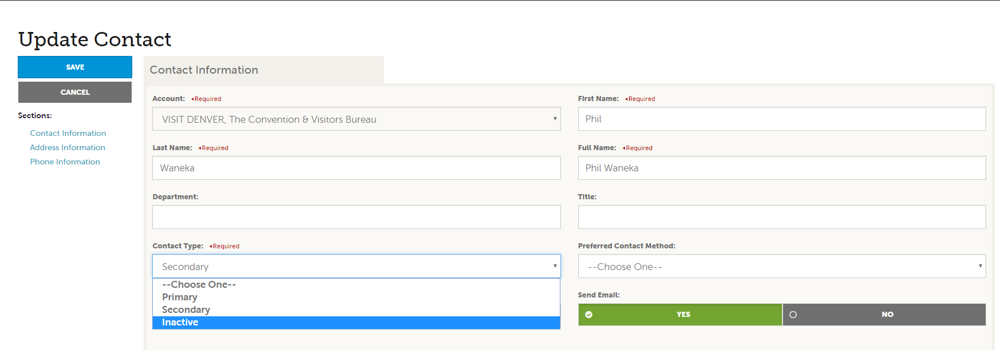 Update Contact
SAVE
CANCEL
Sections:
Contact Information
Address Information
Phone Information
Contact Information
Account: Required
VISIT DENVER, The Convention & Visitors Bureau
First Name: Required
Phil
Last Name: Required
Waneka
Full Name: Required
Phil Waneka
Department:
Title:
Contact Type: Required
Secondary
--Choose One--
Primary
Secondary
Inactive
Preferred Contact Method:
--Choose One--
Send Email:
YES
NO